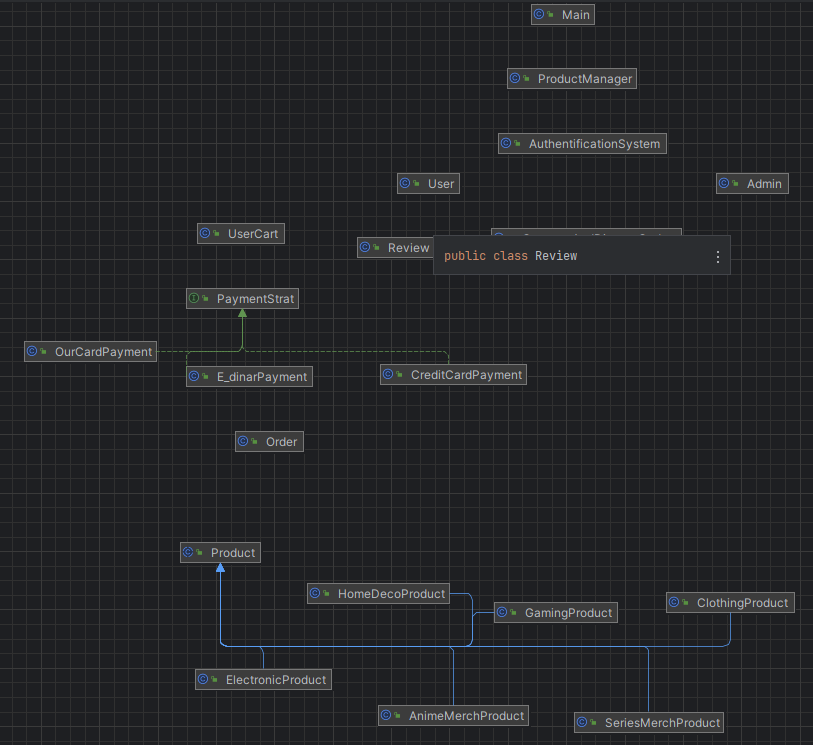 Main
ProductManager
AuthentificationSystem
User
Admin
UserCart
Review
public class Review
PaymentStrat
OurCardPayment
E_dinarPayment
CreditCardPayment
Order
Product
HomeDecoProduct
GamingProduct
ClothingProduct
ElectronicProduct
AnimeMerchProduct
SeriesMerchProduct